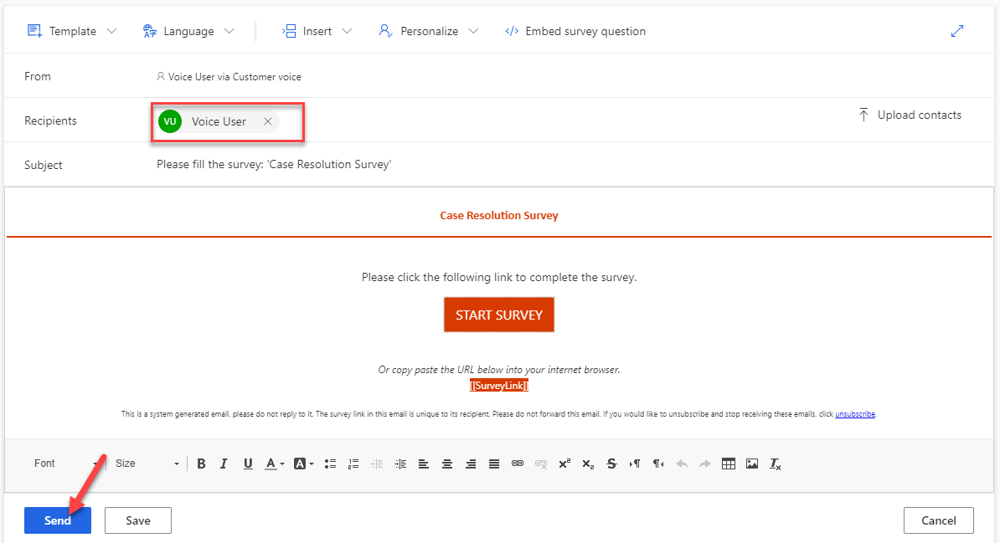 Template Language Insert Personalize </> Embed survey question
From Voice User via Customer voice
Recipients VU Voice User Upload contacts
Subject Please fill the survey: 'Case Resolution Survey'
Case Resolution Survey
Please click the following link to complete the survey.
START SURVEY
Or copy paste the URL below into your internet browser.
[[SurveyLink]]
This is a system generated email, please do not reply to it. The survey link in this email is unique to its recipient. Please do not forward this email. If you would like to unsubscribe and stop receiving these emails, click unsubscribe.
Font Size B I U A A S
Send Save Cancel